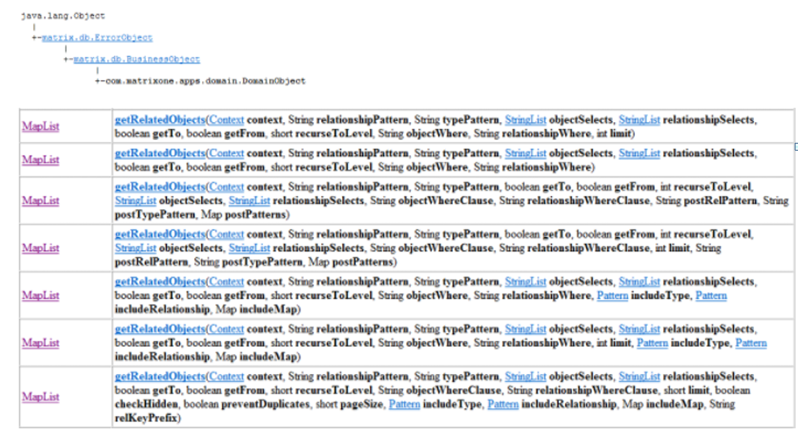 java.lang.Object
|
+-matrix.db.ErrorObject
|
+-matrix.db.BusinessObject
|
+-com.matrixone.apps.domain.DomainObject
MapList
getRelatedObjects(Context context, String relationshipPattern, String typePattern, StringList objectSelects, StringList relationshipSelects,
boolean getTo, boolean getFrom, short recurseToLevel, String objectWhere, String relationshipWhere, int limit)
MapList
getRelatedObjects(Context context, String relationshipPattern, String typePattern, StringList objectSelects, StringList relationshipSelects,
boolean getTo, boolean getFrom, short recurseToLevel, String objectWhere, String relationshipWhere)
MapList
getRelatedObjects(Context context, String relationshipPattern, String typePattern, boolean getTo, boolean getFrom, int recurseToLevel,
StringList objectSelects, StringList relationshipSelects, String objectWhereClause, String relationshipWhereClause, String postRelPattern, String
postTypePattern, Map postPatterns)
MapList
getRelatedObjects(Context context, String relationshipPattern, String typePattern, boolean getTo, boolean getFrom, int recurseToLevel,
StringList objectSelects, StringList relationshipSelects, String objectWhereClause, String relationshipWhereClause, int limit, String
postRelPattern, String postTypePattern, Map postPatterns)
MapList
getRelatedObjects(Context context, String relationshipPattern, String typePattern, StringList objectSelects, StringList relationshipSelects,
boolean getTo, boolean getFrom, short recurseToLevel, String objectWhere, String relationshipWhere, Pattern includeType, Pattern
includeRelationship, Map includeMap)
MapList
getRelatedObjects(Context context, String relationshipPattern, String typePattern, StringList objectSelects, StringList relationshipSelects,
boolean getTo, boolean getFrom, short recurseToLevel, String objectWhere, String relationshipWhere, int limit, Pattern includeType, Pattern
includeRelationship, Map includeMap)
MapList
getRelatedObjects(Context context, String relationshipPattern, String typePattern, StringList objectSelects, StringList relationshipSelects,
boolean getTo, boolean getFrom, short recurseToLevel, String objectWhereClause, String relationshipWhereClause, short limit, boolean
checkHidden, boolean preventDuplicates, short pageSize, Pattern includeType, Pattern includeRelationship, Map includeMap, String
relKeyPrefix)